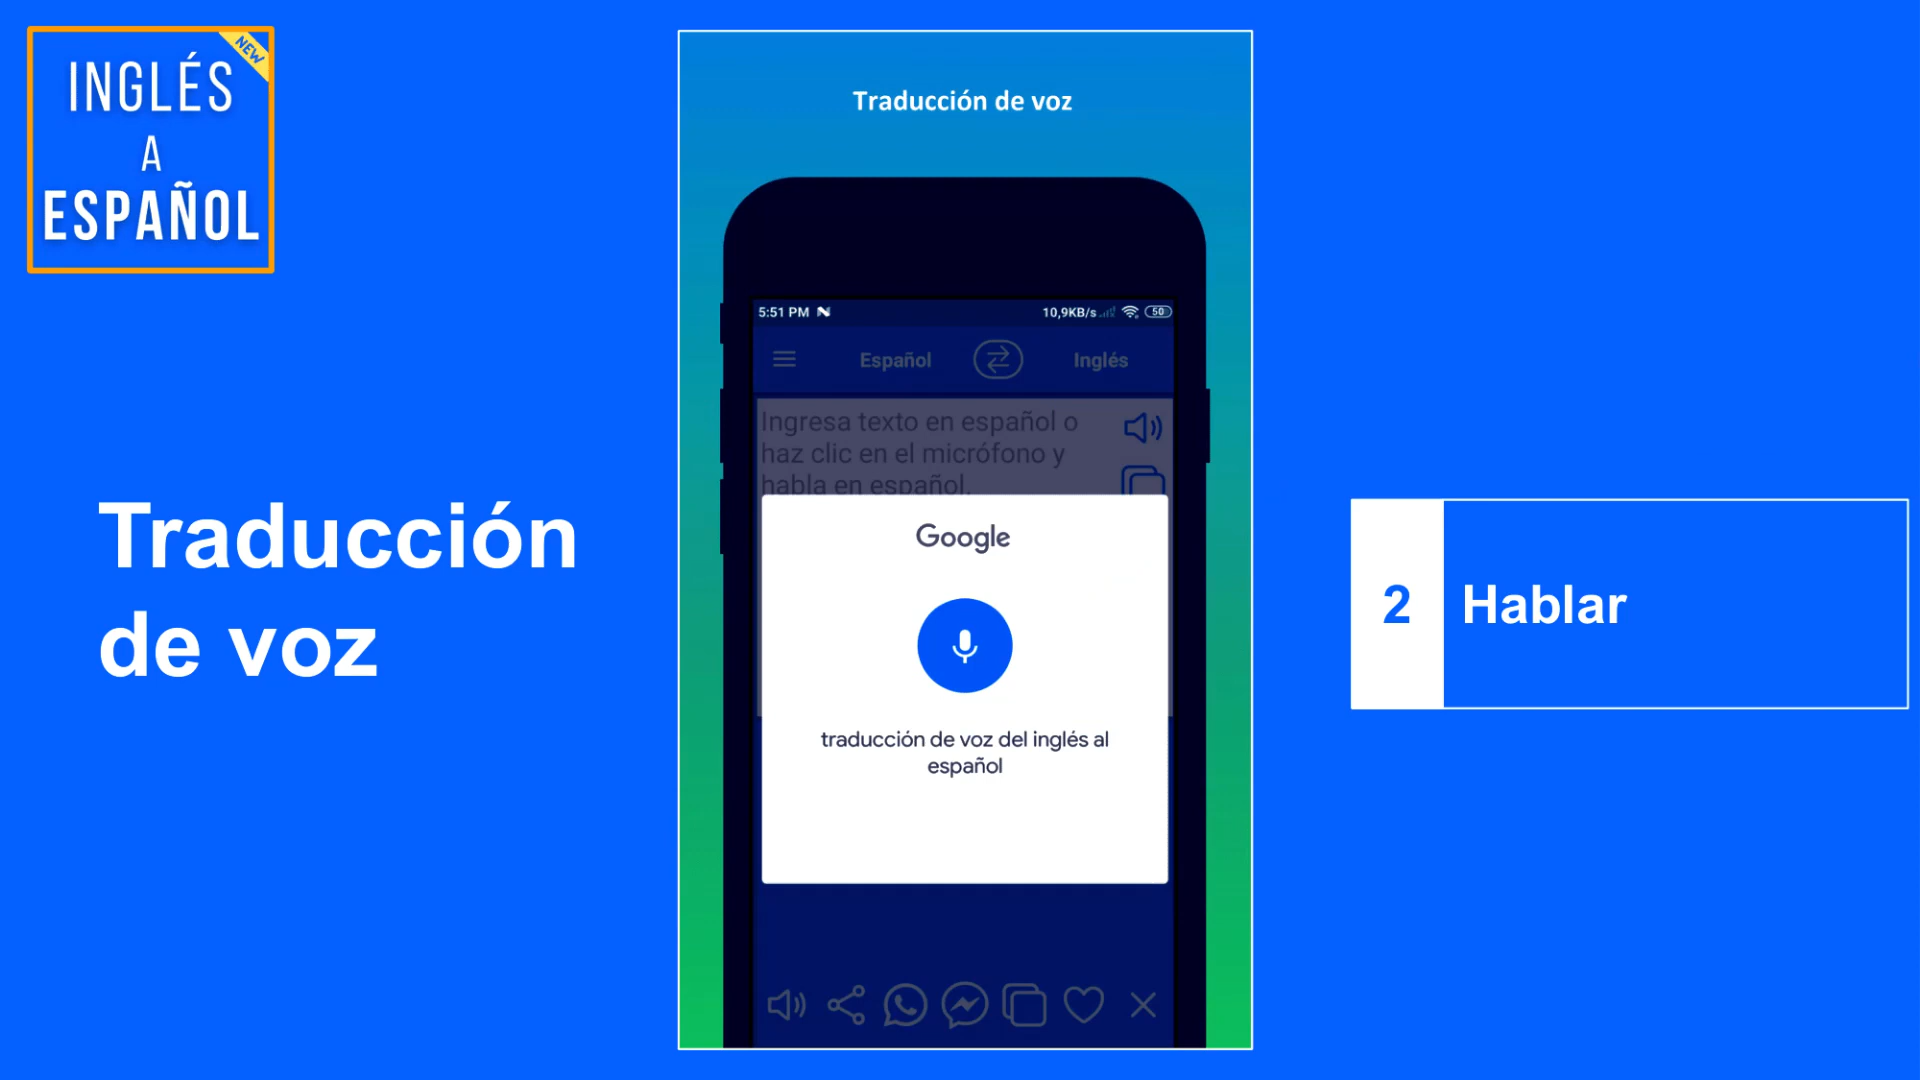 NEW
INGLÉS
A
ESPAÑOL
Traducción
de voz
Traducción de voz
5:51 PM
10,9KB/s
50
Español
Inglés
Ingresa texto en español o
haz clic en el micrófono y
habla en español.
Google
traducción de voz del inglés al
español
2 Hablar